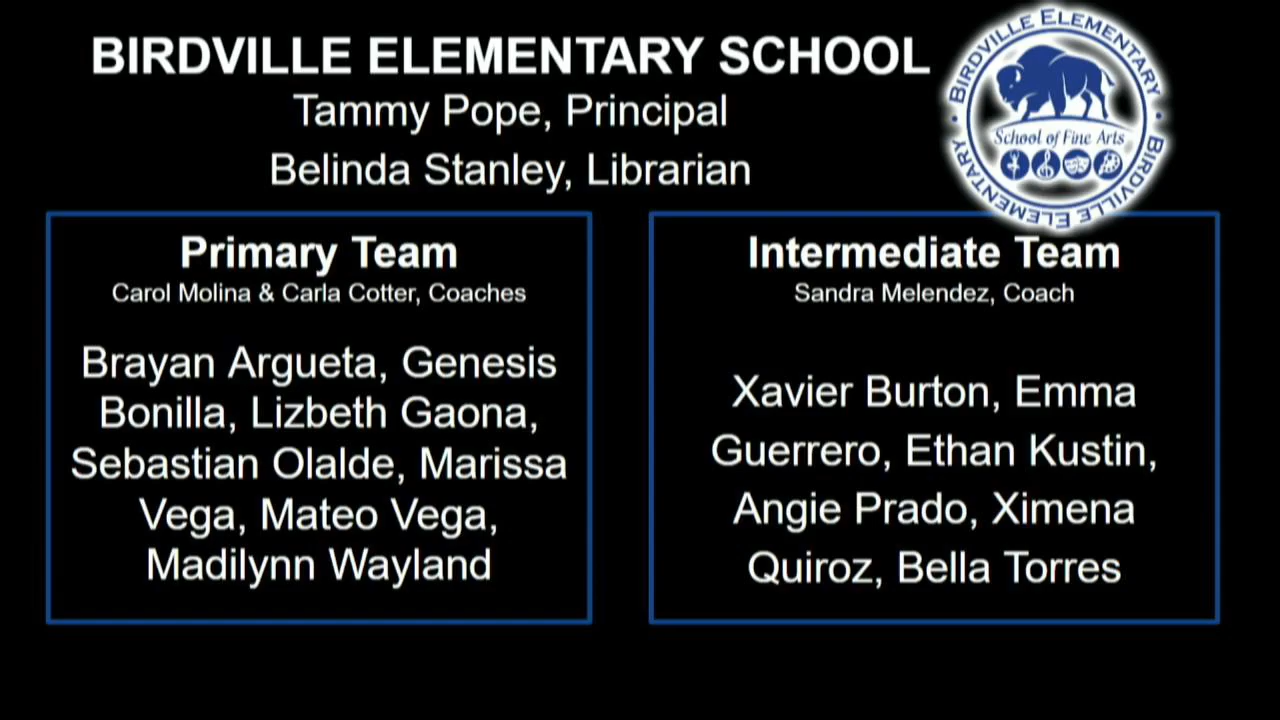 BIRDVILLE ELEMENTARY SCHOOL
Tammy Pope, Principal
Belinda Stanley, Librarian
BIRDVILLE ELEMENTARY
School of Fine Arts
BIRDVILLE ELEMENTARY
Primary Team
Carol Molina & Carla Cotter, Coaches
Brayan Argueta, Genesis
Bonilla, Lizbeth Gaona,
Sebastian Olalde, Marissa
Vega, Mateo Vega,
Madilynn Wayland
Intermediate Team
Sandra Melendez, Coach
Xavier Burton, Emma
Guerrero, Ethan Kustin,
Angie Prado, Ximena
Quiroz, Bella Torres